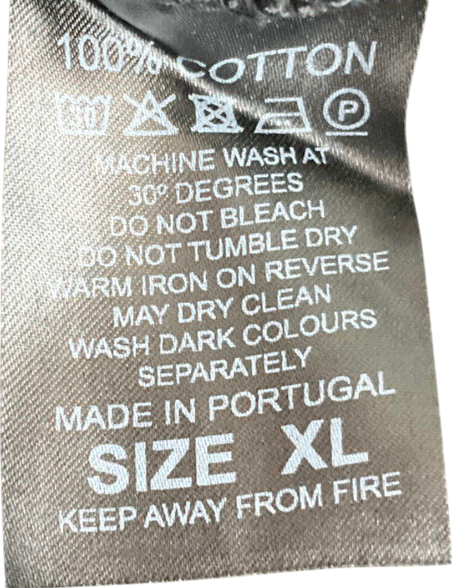 100% COTTON
30 P
MACHINE WASH AT
30º DEGREES
DO NOT BLEACH
DO NOT TUMBLE DRY
WARM IRON ON REVERSE
MAY DRY CLEAN
WASH DARK COLOURS
SEPARATELY
MADE IN PORTUGAL
SIZE XL
KEEP AWAY FROM FIRE